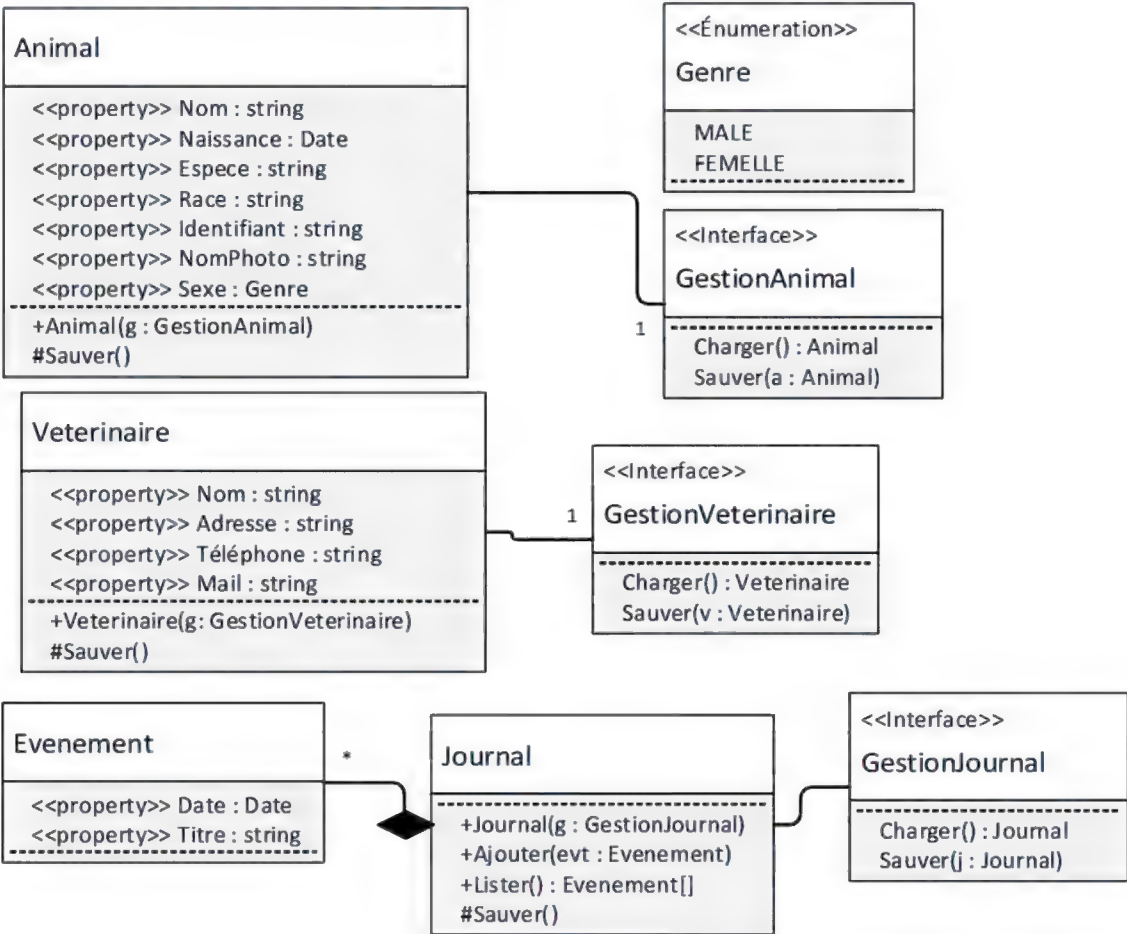 Animal
<<property>> Nom : string
<<property>> Naissance : Date
<<property>> Espece : string
<<property>> Race : string
<<property>> Identifiant : string
<<property>> NomPhoto : string
<<property>> Sexe : Genre
+Animal(g : GestionAnimal)
#Sauver()
<<Énumeration>>
Genre
MALE
FEMELLE
<<Interface>>
GestionAnimal
1
Charger() : Animal
Sauver(a : Animal)
Veterinaire
<<property>> Nom : string
<<property>> Adresse : string
<<property>> Téléphone : string
<<property>> Mail : string
+Veterinaire(g: GestionVeterinaire)
#Sauver()
1
<<Interface>>
GestionVeterinaire
Charger() : Veterinaire
Sauver(v : Veterinaire)
Evenement
*
<<property>> Date : Date
<<property>> Titre : string
Journal
+Journal(g : GestionJournal)
+Ajouter(evt : Evenement)
+Lister() : Evenement[]
#Sauver()
<<Interface>>
GestionJournal
Charger() : Journal
Sauver(j : Journal)